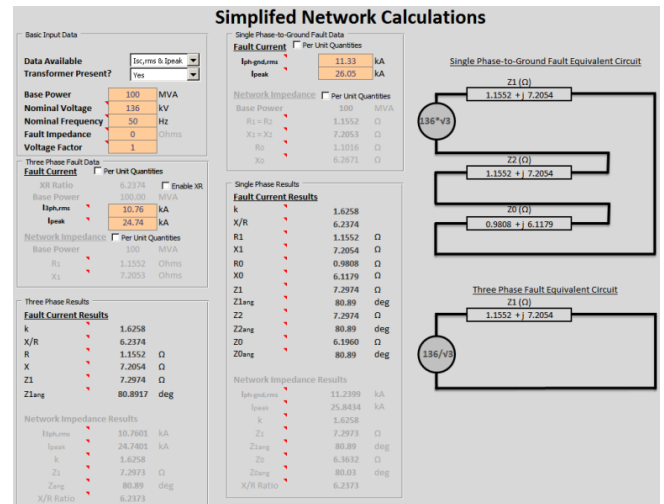 Simplifed Network Calculations
Basic Input Data
Data Available Isc,rms & Ipeak
Transformer Present? Yes
Base Power 100 MVA
Nominal Voltage 136 kV
Nominal Frequency 50 Hz
Fault Impedance 0 Ohms
Voltage Factor 1
Three Phase Fault Data
Fault Current Per Unit Quantities
XR Ratio 6.2374 Enable XR
Base Power 100.00 MVA
I3ph,rms 10.76 kA
Ipeak 24.74 kA
Network Impedance Per Unit Quantities
Base Power 100 MVA
R1 1.1552 Ohms
X1 7.2053 Ohms
Three Phase Results
Fault Current Results
k 1.6258
X/R 6.2374
R 1.1552 Ω
X 7.2054 Ω
Z1 7.2974 Ω
Z1ang 80.8917 deg
Network Impedance Results
I3ph,rms 10.7601 kA
Ipeak 24.7401 kA
k 1.6258
Z1 7.2973 Ω
Zang 80.89 deg
X/R Ratio 6.2373
Single Phase-to-Ground Fault Data
Fault Current Per Unit Quantities
Iph-gnd,rms 11.33 kA
Ipeak 26.05 kA
Network Impedance Per Unit Quantities
Base Power 100 MVA
R1 = R2 1.1552 Ω
X1 = X2 7.2053 Ω
R0 1.1016 Ω
X0 6.2671 Ω
Single Phase Results
Fault Current Results
k 1.6258
X/R 6.2374
R1 1.1552 Ω
X1 7.2054 Ω
R0 0.9808 Ω
X0 6.1179 Ω
Z1 7.2974 Ω
Z1ang 80.89 deg
Z2 7.2974 Ω
Z2ang 80.89 deg
Z0 6.1960 Ω
Z0ang 80.89 deg
Network Impedance Results
Iph-gnd,rms 11.2399 kA
Ipeak 25.8434 kA
k 1.6258
Z1 7.2973 Ω
Z1ang 80.89 deg
Z0 6.3632 Ω
Z0ang 80.03 deg
X/R Ratio 6.2373
Single Phase-to-Ground Fault Equivalent Circuit
Z1 (Ω)
1.1552 + j 7.2054
136*√3
Z2 (Ω)
1.1552 + j 7.2054
Z0 (Ω)
0.9808 + j 6.1179
Three Phase Fault Equivalent Circuit
Z1 (Ω)
1.1552 + j 7.2054
136/√3